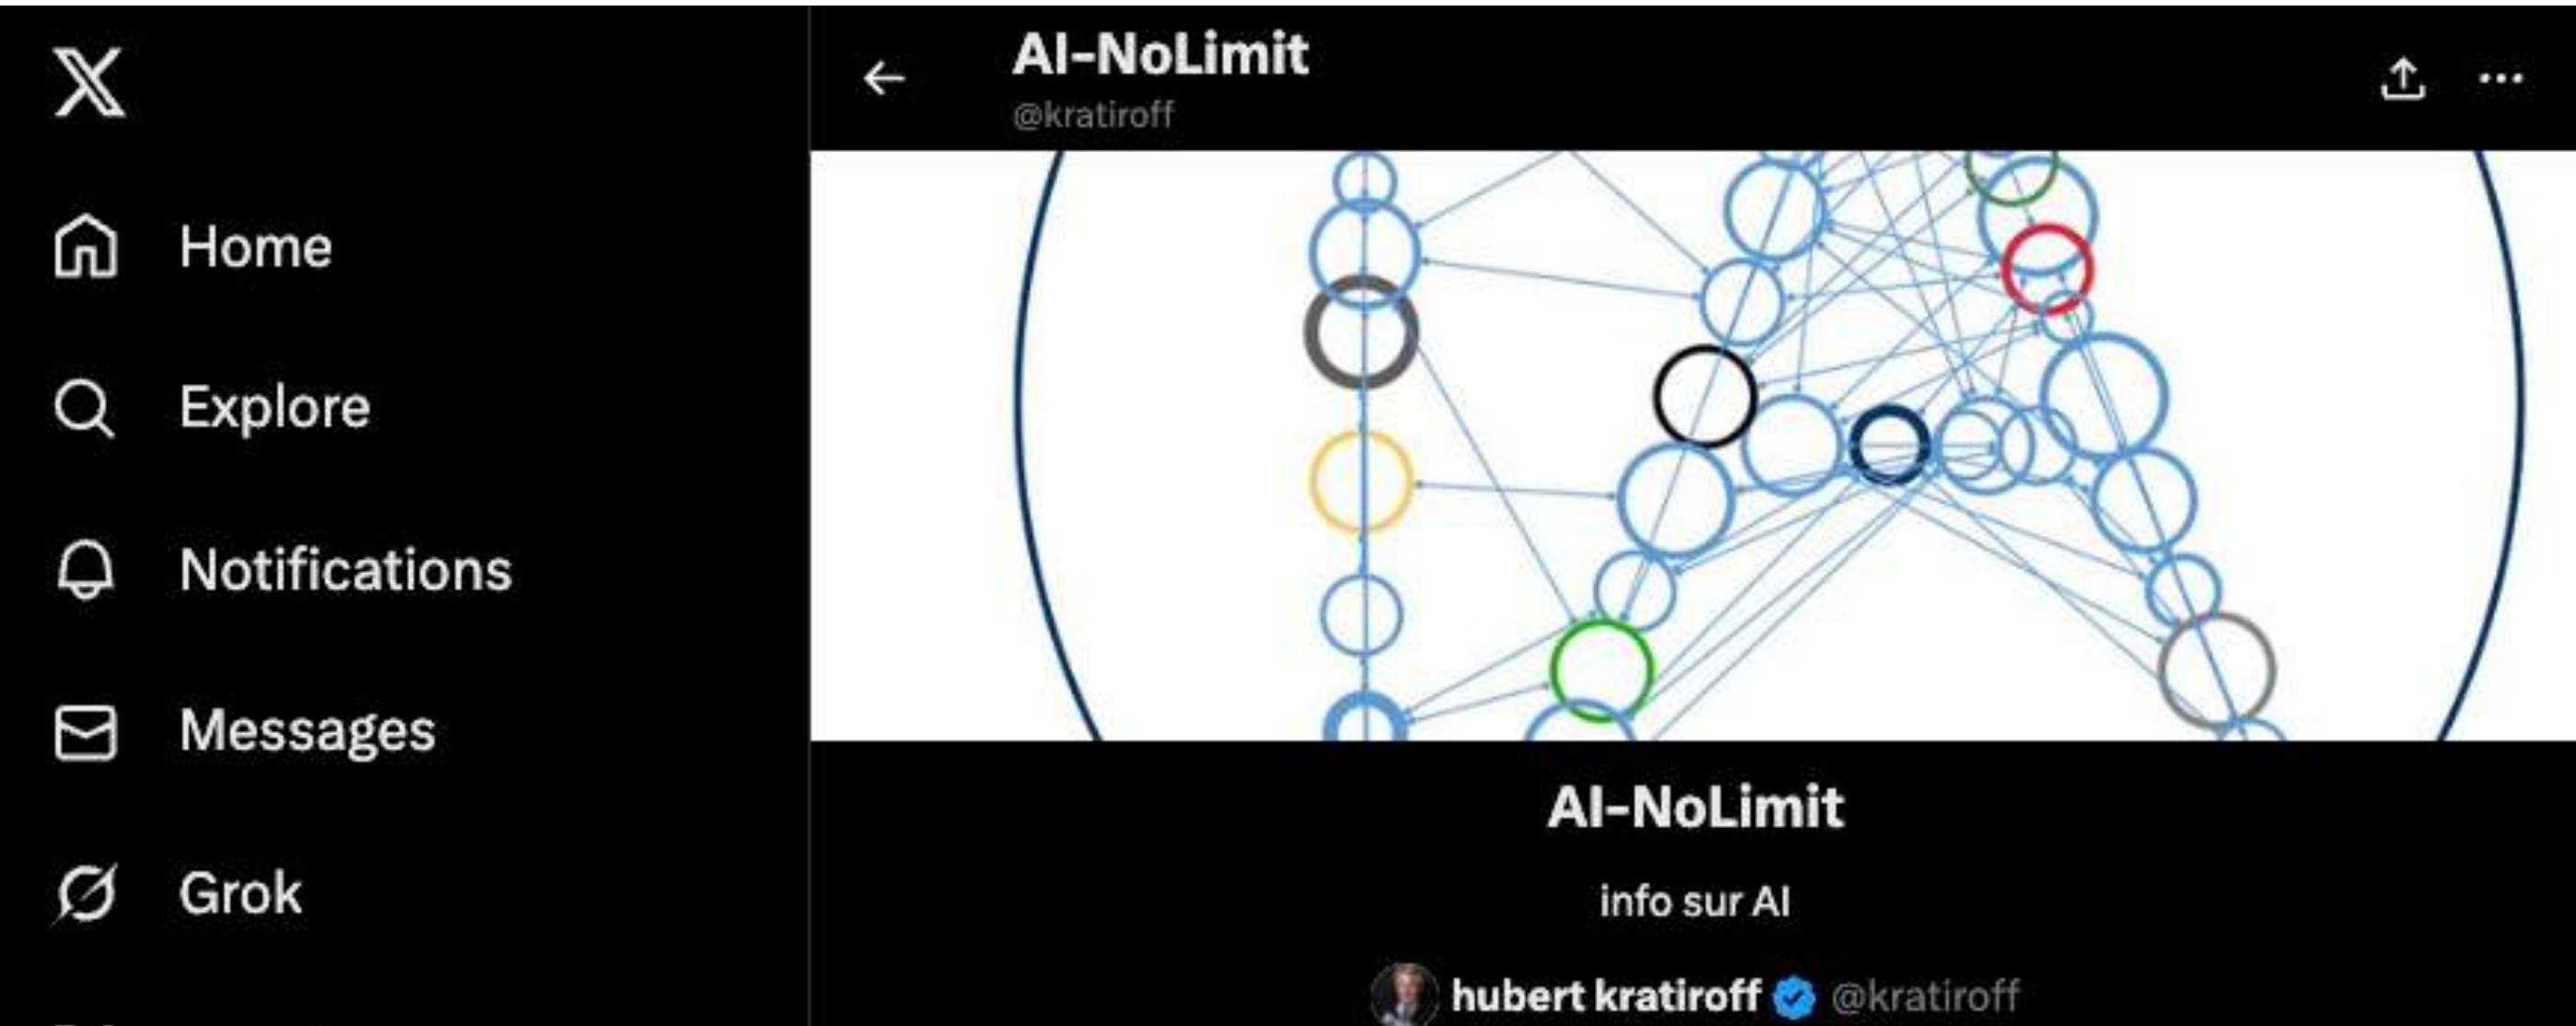 Home
Explore
Notifications
Messages
Grok
AI-NoLimit
@kratiroff
AI-NoLimit
info sur AI
hubert kratiroff @kratiroff